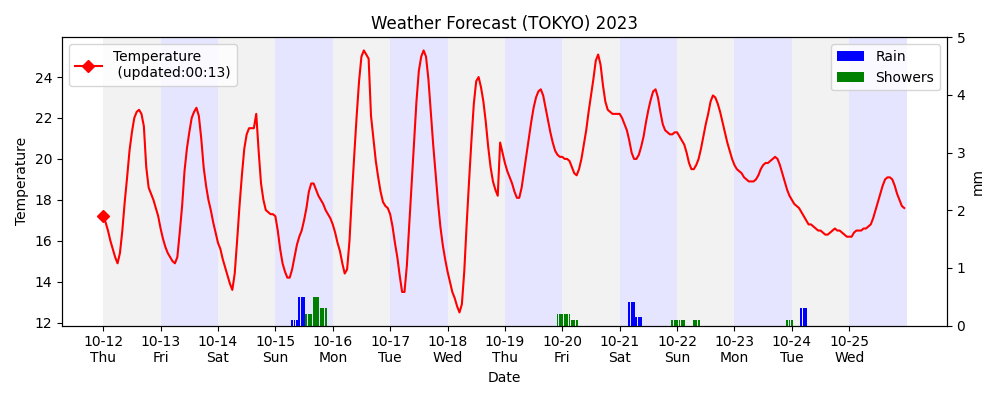 Weather Forecast (TOKYO) 2023
Temperature
(updated:00:13)
Rain
Showers
Temperature
24
22
20
18
16
14
12
5
4
3
2
1
0
mm
10-12 10-13 10-14 10-15 10-16 10-17 10-18 10-19 10-20 10-21 10-22 10-23 10-24 10-25
Thu Fri Sat Sun Mon Tue Wed Thu Fri Sat Sun Mon Tue Wed
Date